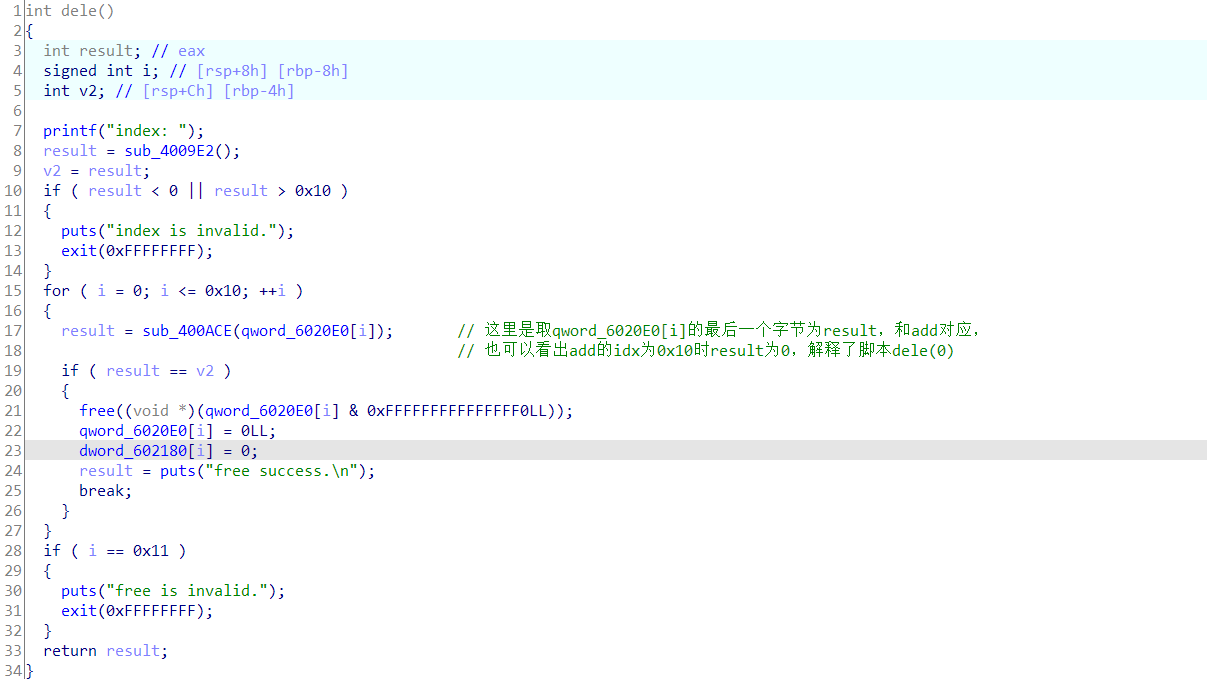 1 int dele()
2 {
3 int result; // eax
4 signed int i; // [rsp+8h] [rbp-8h]
5 int v2; // [rsp+Ch] [rbp-4h]
6
7 printf("index: ");
8 result = sub_4009E2();
9 v2 = result;
10 if ( result < 0 || result > 0x10 )
11 {
12 puts("index is invalid.");
13 exit(0xFFFFFFFF);
14 }
15 for ( i = 0; i <= 0x10; ++i )
16 {
17 result = sub_400ACE(qword_6020E0[i]); // 这里是取qword_6020E0[i]的最后一个字节为result，和add对应，
18 // 也可以看出add的idx为0x10时result为0，解释了脚本dele(0)
19 if ( result == v2 )
20 {
21 free((void *)(qword_6020E0[i] & 0xFFFFFFFFFFFFFFF0LL));
22 qword_6020E0[i] = 0LL;
23 dword_602180[i] = 0;
24 result = puts("free success.\n");
25 break;
26 }
27 }
28 if ( i == 0x11 )
29 {
30 puts("free is invalid.");
31 exit(0xFFFFFFFF);
32 }
33 return result;
34 }